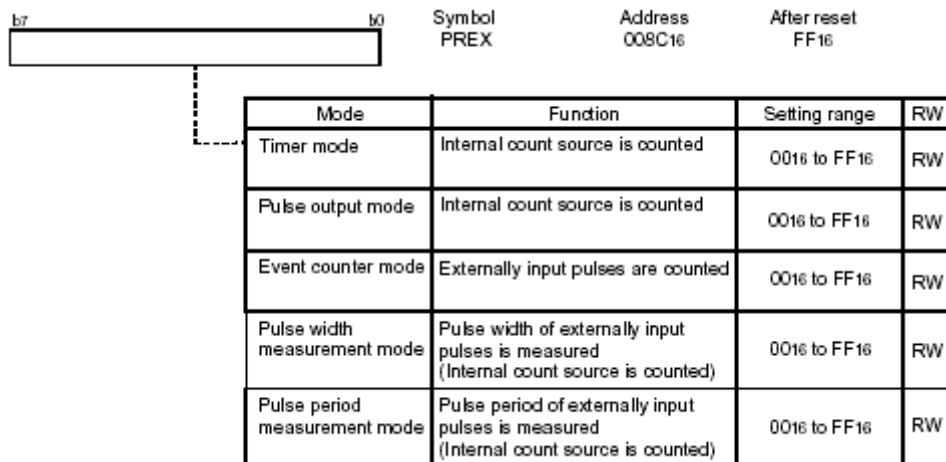 b7 b0 Symbol Address After reset
PREX 008C16 FF16
Mode Function Setting range RW
Timer mode Internal count source is counted 0016 to FF16 RW
Pulse output mode Internal count source is counted 0016 to FF16 RW
Event counter mode Externally input pulses are counted 0016 to FF16 RW
Pulse width Pulse width of externally input
measurement mode pulses is measured 0016 to FF16 RW
(Internal count source is counted)
Pulse period Pulse period of externally input
measurement mode pulses is measured 0016 to FF16 RW
(Internal count source is counted)